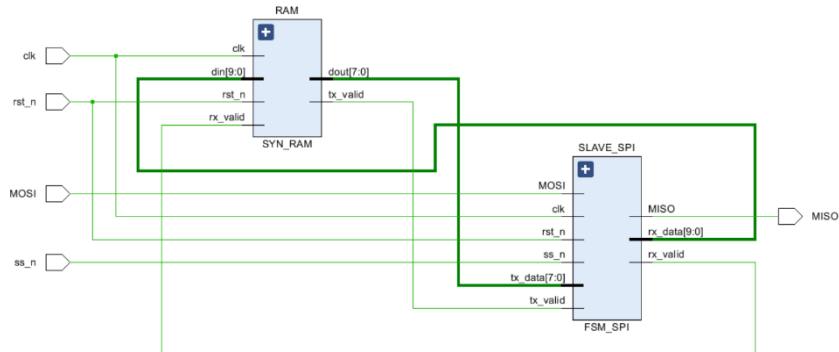 RAM
clk
clk
din[9:0]
dout[7:0]
rst_n
rst_n
tx_valid
rx_valid
SYN_RAM
SLAVE_SPI
MOSI
MOSI
clk
MISO
MISO
rst_n
rx_data[9:0]
ss_n
ss_n
rx_valid
tx_data[7:0]
tx_valid
FSM_SPI